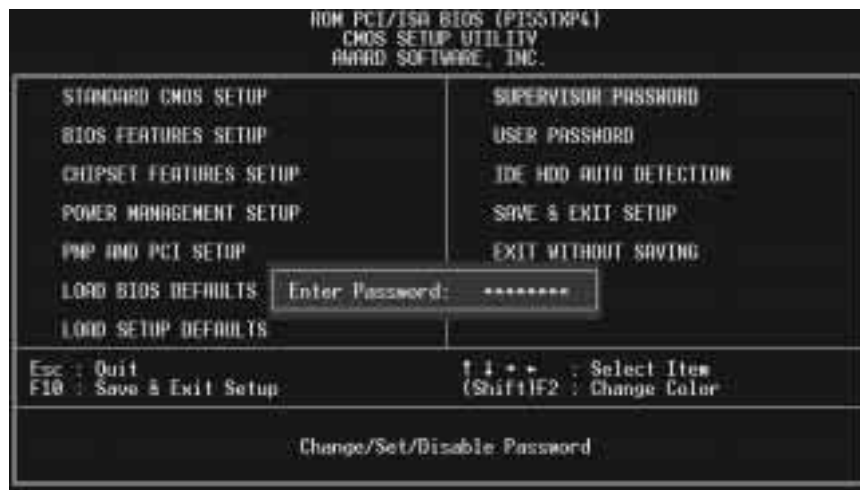 ROM PCI/ISA BIOS (PI55TXP4)
CMOS SETUP UTILITY
AWARD SOFTWARE, INC.
STANDARD CMOS SETUP
BIOS FEATURES SETUP
CHIPSET FEATURES SETUP
POWER MANAGEMENT SETUP
PNP AND PCI SETUP
LOAD BIOS DEFAULTS
LOAD SETUP DEFAULTS
SUPERVISOR PASSWORD
USER PASSWORD
IDE HDD AUTO DETECTION
SAVE & EXIT SETUP
EXIT WITHOUT SAVING
Enter Password: ********
Esc : Quit
F10 : Save & Exit Setup
↑ ↓ → ← : Select Item
(Shift)F2 : Change Color
Change/Set/Disable Password